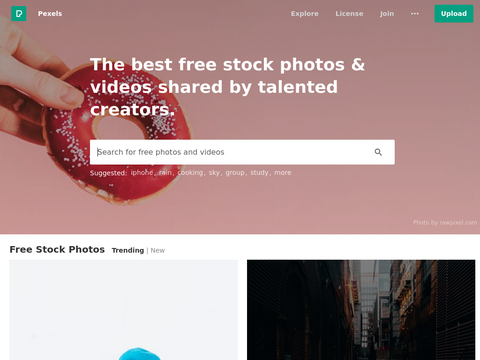 Pexels
Explore
License
Join
Upload
The best free stock photos &
videos shared by talented
creators.
Search for free photos and videos
Suggested: iphone, rain, cooking, sky, group, study, more
Photo by rawpixel.com
Free Stock Photos Trending | New